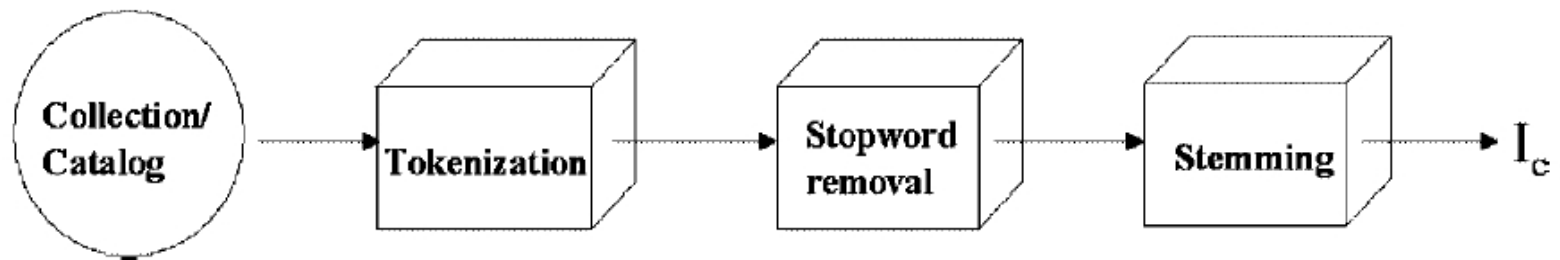 Collection/
Catalog
Tokenization
Stopword
removal
Stemming
I_c